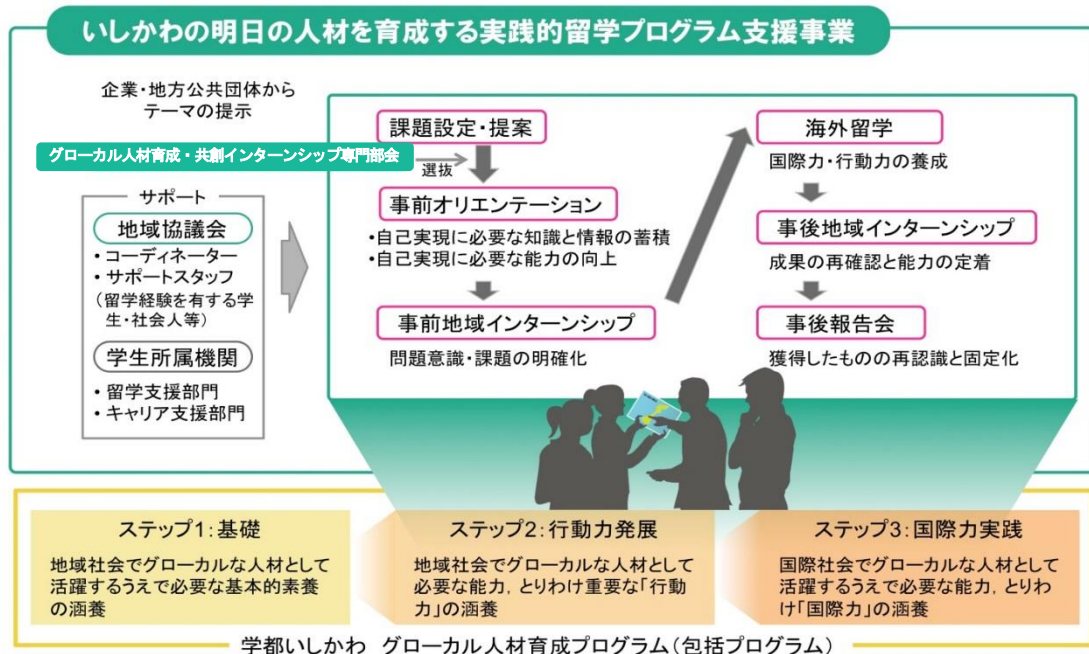 いしかわの明日の人材を育成する実践的留学プログラム支援事業
企業・地方公共団体から
テーマの提示
グローカル人材育成・共創インターンシップ専門部会
選抜
サポート
地域協議会
・コーディネーター
・サポートスタッフ
(留学経験を有する学
生・社会人等)
学生所属機関
・留学支援部門
・キャリア支援部門
課題設定・提案
事前オリエンテーション
・自己実現に必要な知識と情報の蓄積
・自己実現に必要な能力の向上
事前地域インターンシップ
問題意識・課題の明確化
海外留学
国際力・行動力の養成
事後地域インターンシップ
成果の再確認と能力の定着
事後報告会
獲得したものの再認識と固定化
ステップ1:基礎
地域社会でグローカルな人材として
活躍するうえで必要な基本的素養
の涵養
ステップ2:行動力発展
地域社会でグローカルな人材として
必要な能力, とりわけ重要な「行動
力」の涵養
ステップ3:国際力実践
国際社会でグローカルな人材として
活躍するうえで必要な能力, とりわ
け「国際力」の涵養
学都いしかわ グローカル人材育成プログラム(包括プログラム)